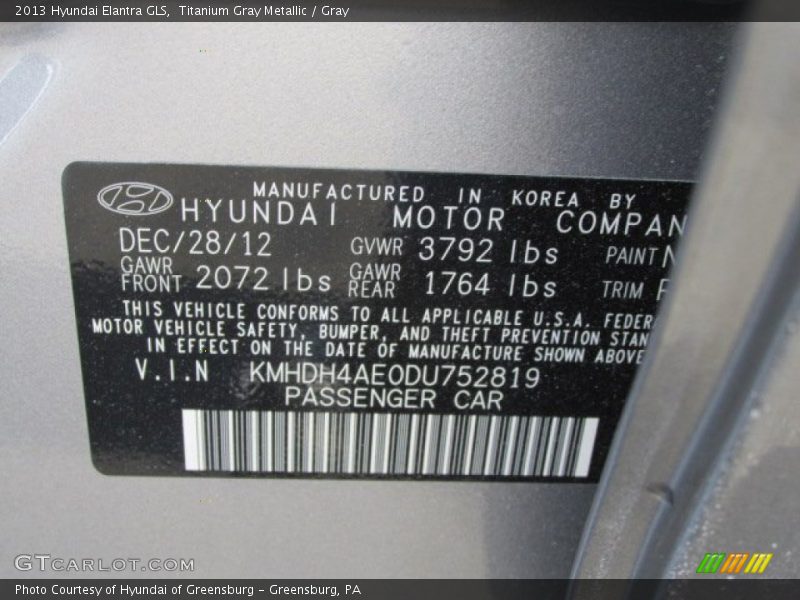 2013 Hyundai Elantra GLS, Titanium Gray Metallic / Gray
MANUFACTURED IN KOREA BY
HYUNDAI MOTOR COMPAN
DEC/28/12 GVWR 3792 lbs PAINT N
GAWR FRONT 2072 lbs GAWR REAR 1764 lbs TRIM
THIS VEHICLE CONFORMS TO ALL APPLICABLE U.S.A. FEDER
MOTOR VEHICLE SAFETY, BUMPER, AND THEFT PREVENTION STAN
IN EFFECT ON THE DATE OF MANUFACTURE SHOWN ABOVE
V.I.N KMHDH4AE0DU752819
PASSENGER CAR
GTCARLOT.COM
Photo Courtesy of Hyundai of Greensburg - Greensburg, PA